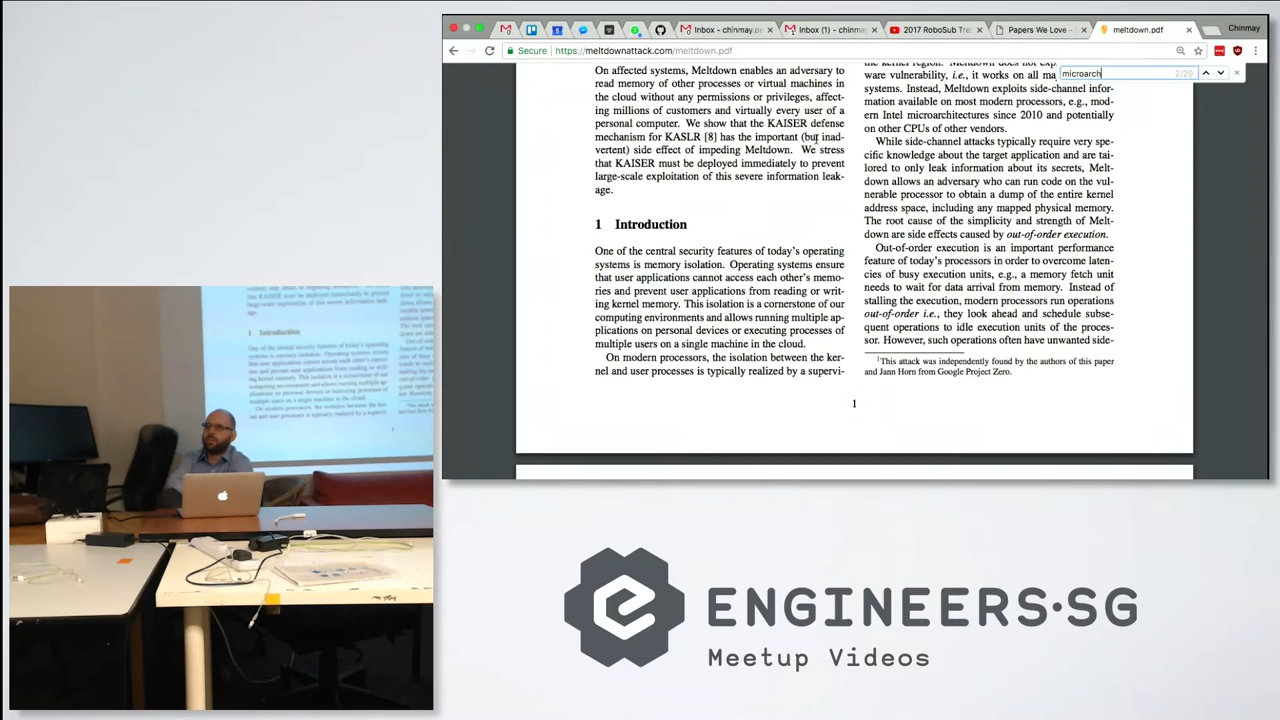 Inbox - chinmay.pe
Inbox (1) - chinma
2017 RoboSub Tre
Papers We Love -
meltdown.pdf
Chinmay
Secure
https://meltdownattack.com/meltdown.pdf
microarch
2/29
On affected systems, Meltdown enables an adversary to
read memory of other processes or virtual machines in
the cloud without any permissions or privileges, affect-
ing millions of customers and virtually every user of a
personal computer. We show that the KAISER defense
mechanism for KASLR [8] has the important (but inad-
vertent) side effect of impeding Meltdown. We stress
that KAISER must be deployed immediately to prevent
large-scale exploitation of this severe information leak-
age.
1 Introduction
One of the central security features of today's operating
systems is memory isolation. Operating systems ensure
that user applications cannot access each other's memo-
ries and prevent user applications from reading or writ-
ing kernel memory. This isolation is a cornerstone of our
computing environments and allows running multiple ap-
plications on personal devices or executing processes of
multiple users on a single machine in the cloud.
On modern processors, the isolation between the ker-
nel and user processes is typically realized by a supervi-
the kernel region. Meltdown does not exp
ware vulnerability, i.e., it works on all maj
systems. Instead, Meltdown exploits side-channel infor-
mation available on most modern processors, e.g., mod-
ern Intel microarchitectures since 2010 and potentially
on other CPUs of other vendors.
While side-channel attacks typically require very spe-
cific knowledge about the target application and are tai-
lored to only leak information about its secrets, Melt-
down allows an adversary who can run code on the vul-
nerable processor to obtain a dump of the entire kernel
address space, including any mapped physical memory.
The root cause of the simplicity and strength of Melt-
down are side effects caused by out-of-order execution.
Out-of-order execution is an important performance
feature of today's processors in order to overcome laten-
cies of busy execution units, e.g., a memory fetch unit
needs to wait for data arrival from memory. Instead of
stalling the execution, modern processors run operations
out-of-order i.e., they look ahead and schedule subse-
quent operations to idle execution units of the proces-
sor. However, such operations often have unwanted side-
1This attack was independently found by the authors of this paper
and Jann Horn from Google Project Zero.
1
1 Introduction
ENGINEERS·SG
Meetup Videos